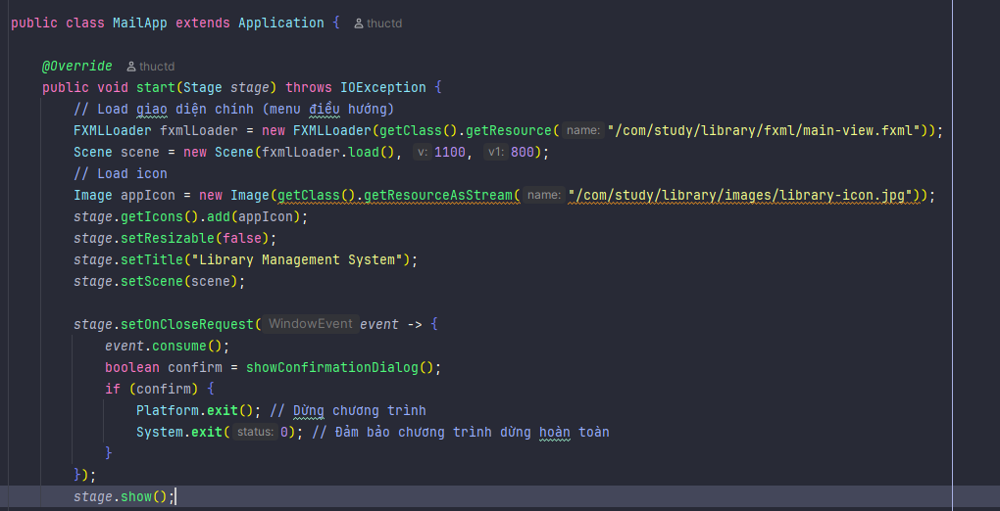 public class MailApp extends Application { thuctd
@Override thuctd
public void start(Stage stage) throws IOException {
// Load giao diện chính (menu điều hướng)
FXMLLoader fxmlLoader = new FXMLLoader(getClass().getResource( name: "/com/study/library/fxml/main-view.fxml"));
Scene scene = new Scene(fxmlLoader.load(), v: 1100, v1: 800);
// Load icon
Image appIcon = new Image(getClass().getResourceAsStream( name: "/com/study/library/images/library-icon.jpg"));
stage.getIcons().add(appIcon);
stage.setResizable(false);
stage.setTitle("Library Management System");
stage.setScene(scene);
stage.setOnCloseRequest( WindowEvent event -> {
event.consume();
boolean confirm = showConfirmationDialog();
if (confirm) {
Platform.exit(); // Dừng chương trình
System.exit( status: 0); // Đảm bảo chương trình dừng hoàn toàn
}
});
stage.show();